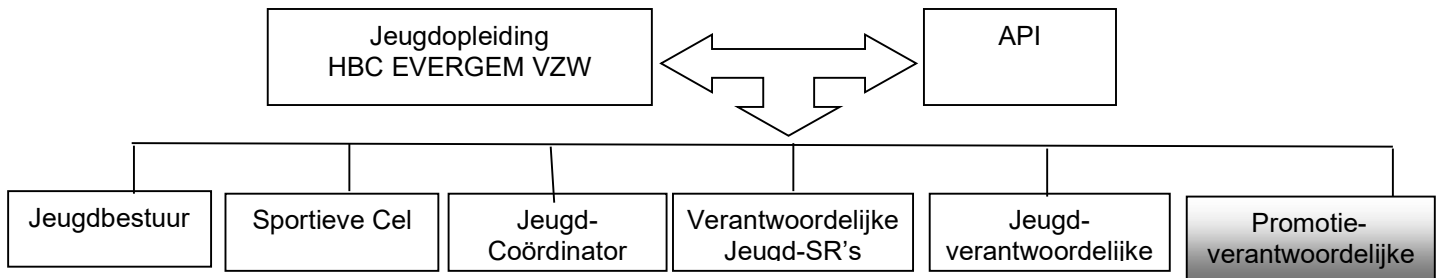 Jeugdopleiding
HBC EVERGEM VZW
API
Jeugdbestuur
Sportieve Cel
Jeugd-
Coördinator
Verantwoordelijke
Jeugd-SR's
Jeugd-
verantwoordelijke
Promotie-
verantwoordelijke